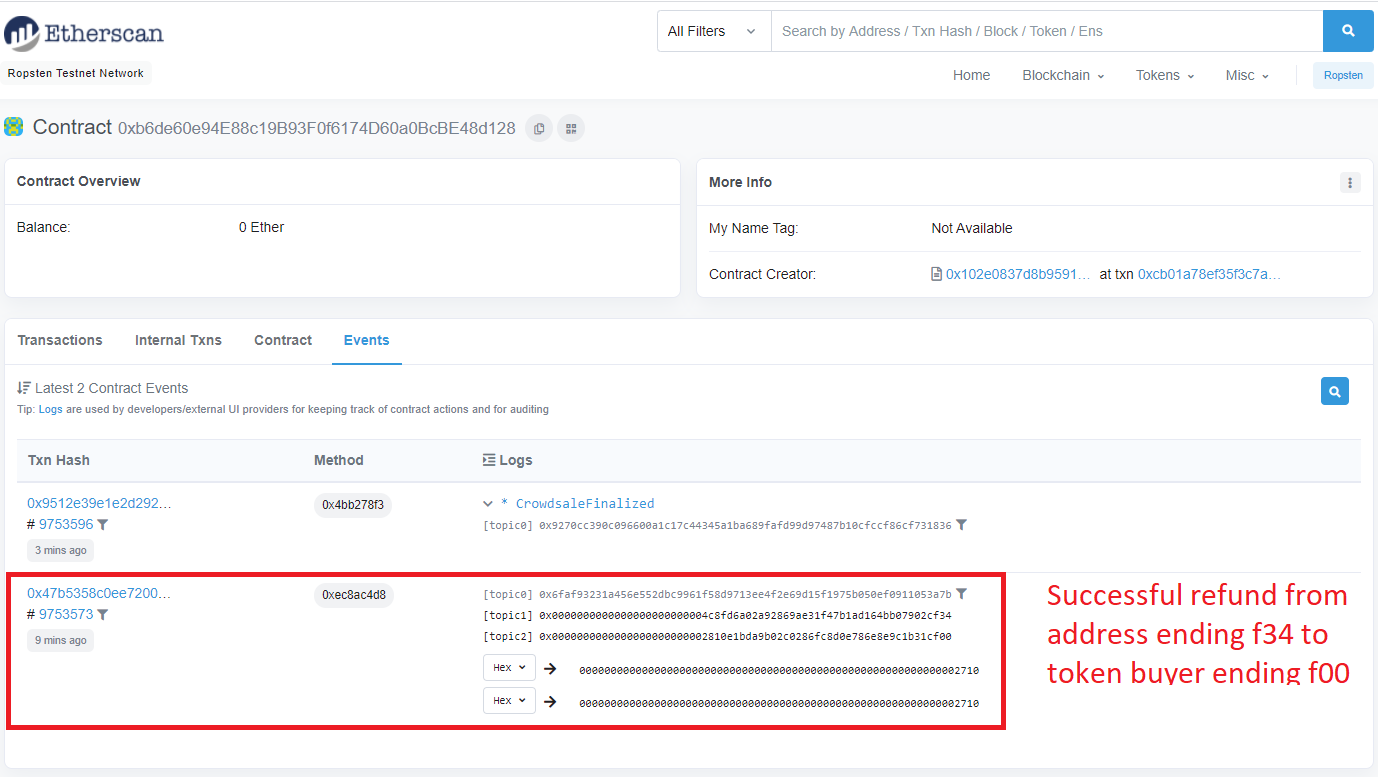 Etherscan
All Filters
Search by Address / Txn Hash / Block / Token / Ens
Ropsten Testnet Network
Home Blockchain Tokens Misc Ropsten
Contract 0xb6de60e94E88c19B93F0f6174D60a0BcBE48d128
Contract Overview
Balance: 0 Ether
More Info
My Name Tag: Not Available
Contract Creator: 0x102e0837d8b9591... at txn 0xcb01a78ef35f3c7a...
Transactions Internal Txns Contract Events
Latest 2 Contract Events
Tip: Logs are used by developers/external UI providers for keeping track of contract actions and for auditing
Txn Hash Method Logs
0x9512e39e1e2d292... 0x4bb278f3 * CrowdsaleFinalized
# 9753596 [topic0] 0x9270cc390c096600a1c17c44345a1ba689fafd99d97487b10cfccf86cf731836
3 mins ago
0x47b5358c0ee7200... 0xec8ac4d8 [topic0] 0x6faf93231a456e552dbc9961f58d9713ee4f2e69d15f1975b050ef0911053a7b
# 9753573 [topic1] 0x0000000000000000000000004c8fd6a02a92869ae31f47b1ad164bb07902cf34
9 mins ago [topic2] 0x0000000000000000000000002810e1bda9b02c0286fc8d0e786e8e9c1b31cf00
Hex 0000000000000000000000000000000000000000000000000000000000002710
Hex 0000000000000000000000000000000000000000000000000000000000002710
Successful refund from
address ending f34 to
token buyer ending f00